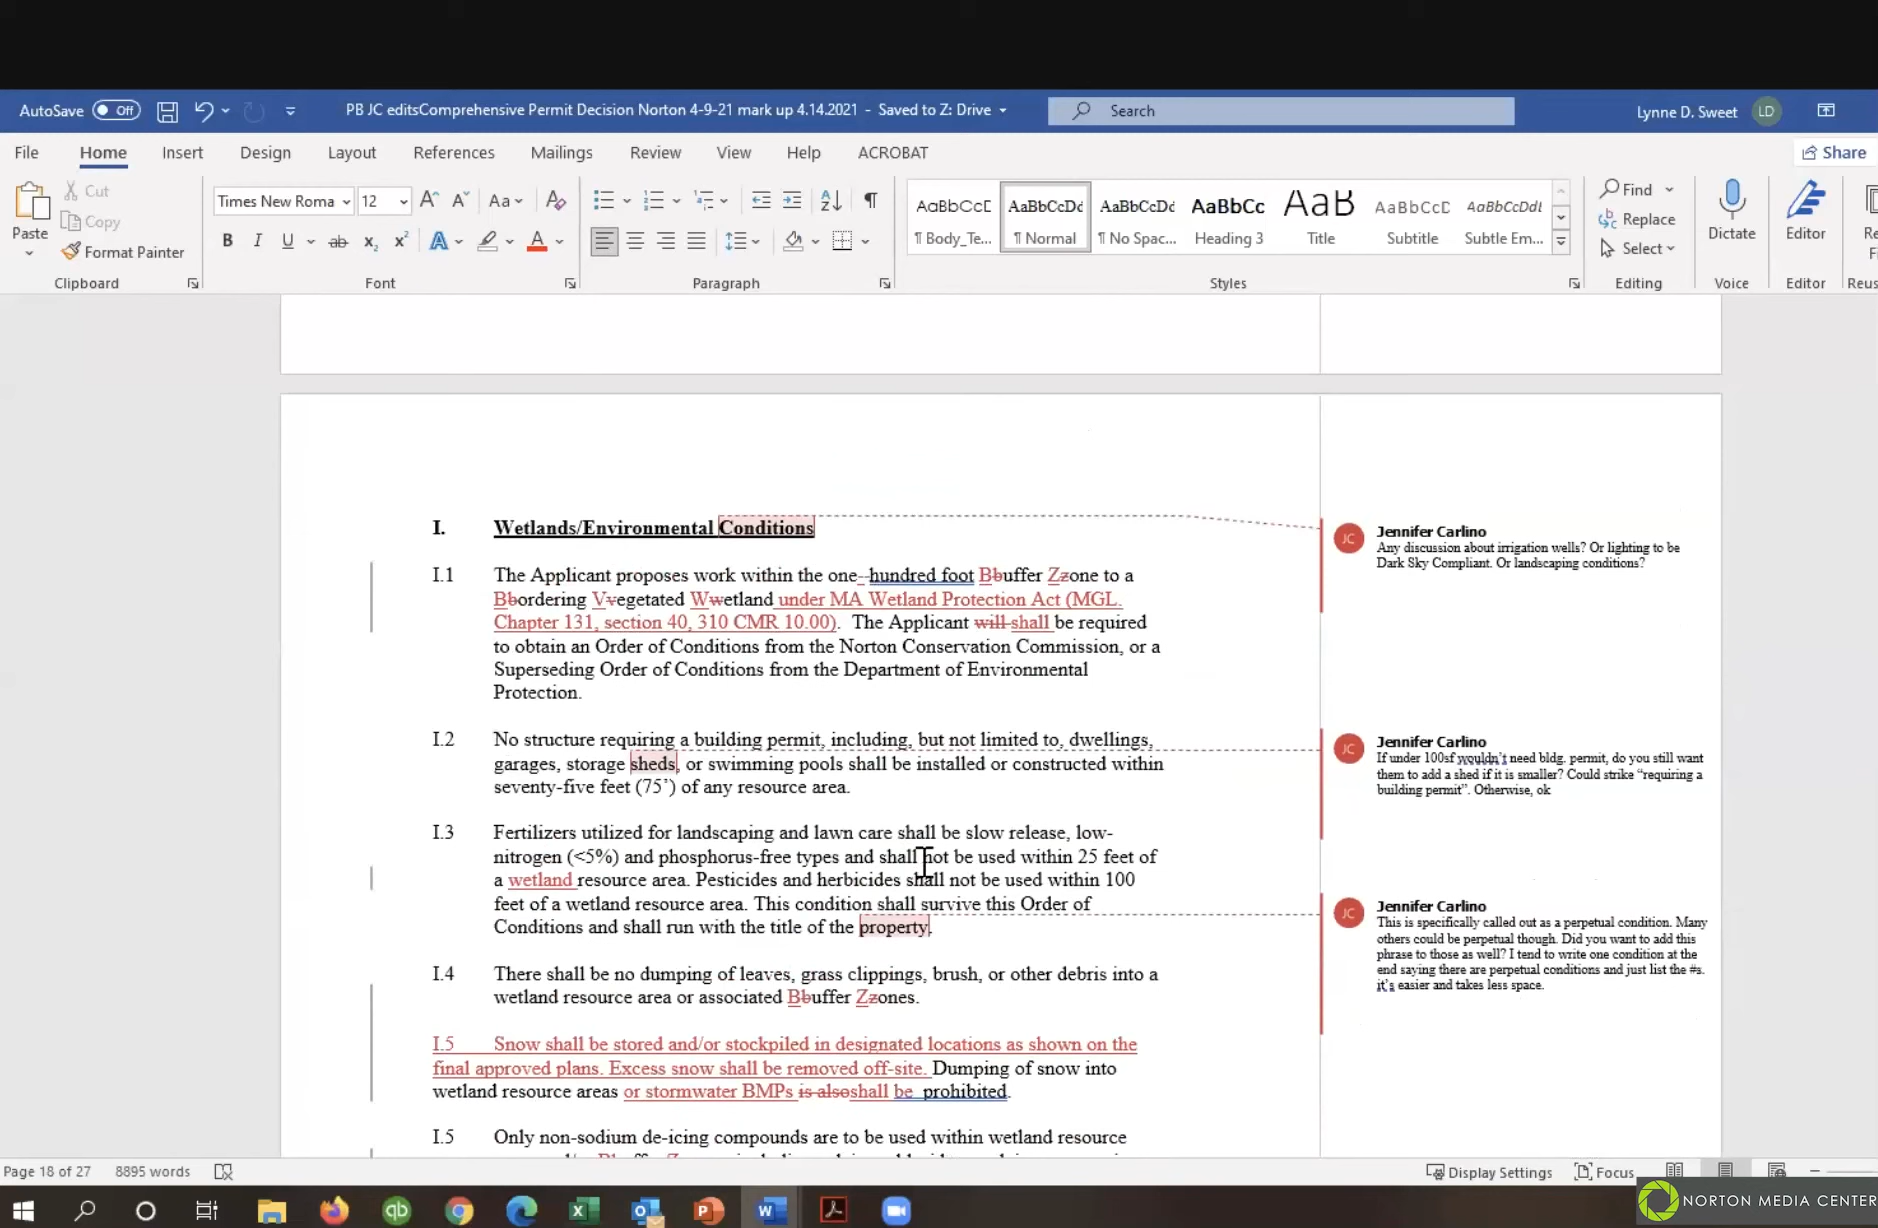 AutoSave Off PB JC editsComprehensive Permit Decision Norton 4-9-21 mark up 4.14.2021 - Saved to Z: Drive Search Lynne D. Sweet LD
File Home Insert Design Layout References Mailings Review View Help ACROBAT Share
Paste Cut Copy Format Painter
Times New Roma 12
AaBbCcD AaBbCcDd AaBbCcDd AaBbCc AaB AaBbCcD AaBbCcDdE
¶ Body_Te... ¶ Normal ¶ No Spac... Heading 3 Title Subtitle Subtle Em...
Find Replace Select
Dictate Editor
Clipboard Font Paragraph Styles Editing Voice Editor Reus
I. Wetlands/Environmental Conditions
I.1 The Applicant proposes work within the one- hundred foot Bbuffer Zzone to a
Bbordering Vvegetated Wwetland under MA Wetland Protection Act (MGL.
Chapter 131, section 40, 310 CMR 10.00). The Applicant will shall be required
to obtain an Order of Conditions from the Norton Conservation Commission, or a
Superseding Order of Conditions from the Department of Environmental
Protection.
I.2 No structure requiring a building permit, including, but not limited to, dwellings,
garages, storage sheds, or swimming pools shall be installed or constructed within
seventy-five feet (75’) of any resource area.
I.3 Fertilizers utilized for landscaping and lawn care shall be slow release, low-
nitrogen (<5%) and phosphorus-free types and shall not be used within 25 feet of
a wetland resource area. Pesticides and herbicides shall not be used within 100
feet of a wetland resource area. This condition shall survive this Order of
Conditions and shall run with the title of the property.
I.4 There shall be no dumping of leaves, grass clippings, brush, or other debris into a
wetland resource area or associated Bbuffer Zzones.
I.5 Snow shall be stored and/or stockpiled in designated locations as shown on the
final approved plans. Excess snow shall be removed off-site. Dumping of snow into
wetland resource areas or stormwater BMPs is alsoshall be prohibited.
I.5 Only non-sodium de-icing compounds are to be used within wetland resource
JC Jennifer Carlino
Any discussion about irrigation wells? Or lighting to be
Dark Sky Compliant. Or landscaping conditions?
JC Jennifer Carlino
If under 100sf wouldn’t need bldg. permit, do you still want
them to add a shed if it is smaller? Could strike “requiring a
building permit”. Otherwise, ok
JC Jennifer Carlino
This is specifically called out as a perpetual condition. Many
others could be perpetual though. Did you want to add this
phrase to those as well? I tend to write one condition at the
end saying there are perpetual conditions and just list the #s.
it’s easier and takes less space.
Page 18 of 27 8895 words Display Settings Focus
NORTON MEDIA CENTER